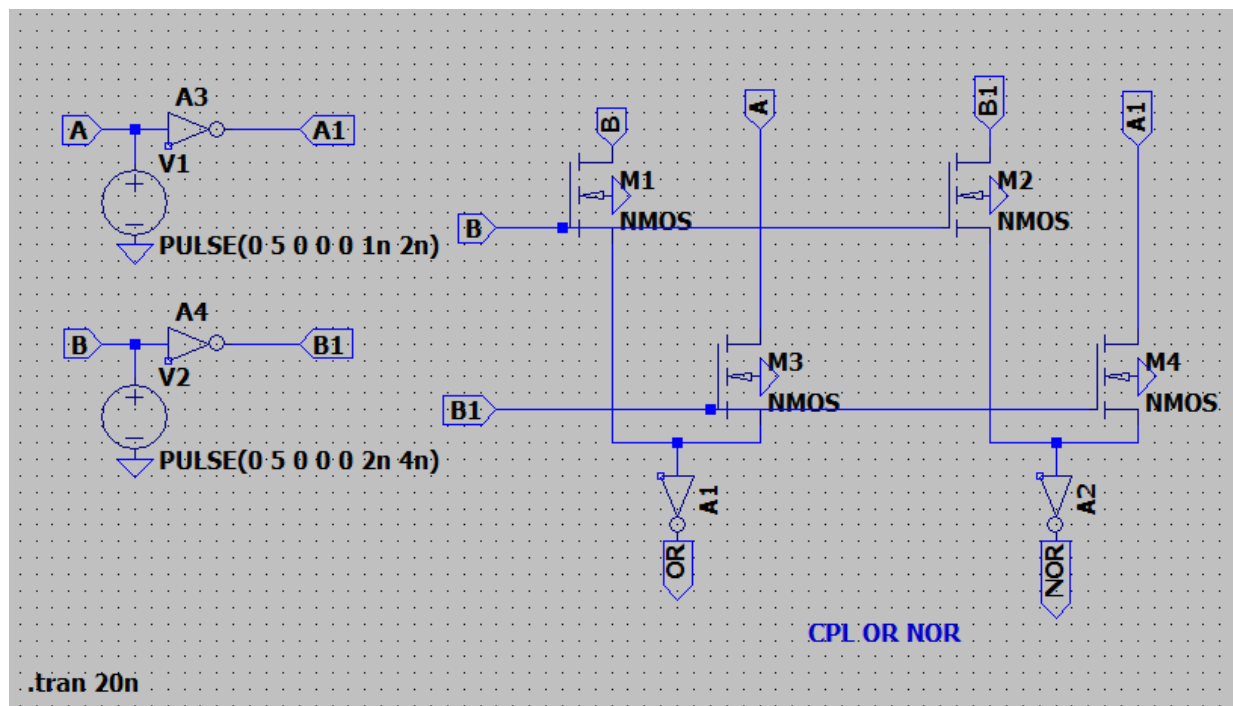 A3
A
A1
V1
PULSE(0 5 0 0 0 1n 2n)
A4
B
B1
V2
PULSE(0 5 0 0 0 2n 4n)
B
A
B1
A1
M1
NMOS
M2
NMOS
B
M3
NMOS
M4
NMOS
B1
A1
OR
A2
NOR
CPL OR NOR
.tran 20n